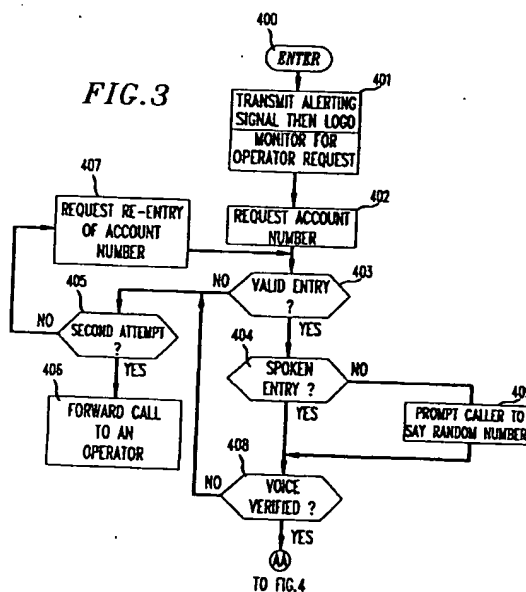 400
ENTER
FIG.3
401
TRANSMIT ALERTING
SIGNAL THEN LOGO
MONITOR FOR
OPERATOR REQUEST
407
REQUEST RE-ENTRY
OF ACCOUNT
NUMBER
402
REQUEST ACCOUNT
NUMBER
403
VALID ENTRY
?
NO
YES
405
SECOND ATTEMPT
?
NO
YES
404
SPOKEN
ENTRY ?
NO
YES
406
FORWARD CALL
TO AN
OPERATOR
PROMPT CALLER TO
SAY RANDOM NUMBER
408
VOICE
VERIFIED ?
NO
YES
AA
TO FIG.4